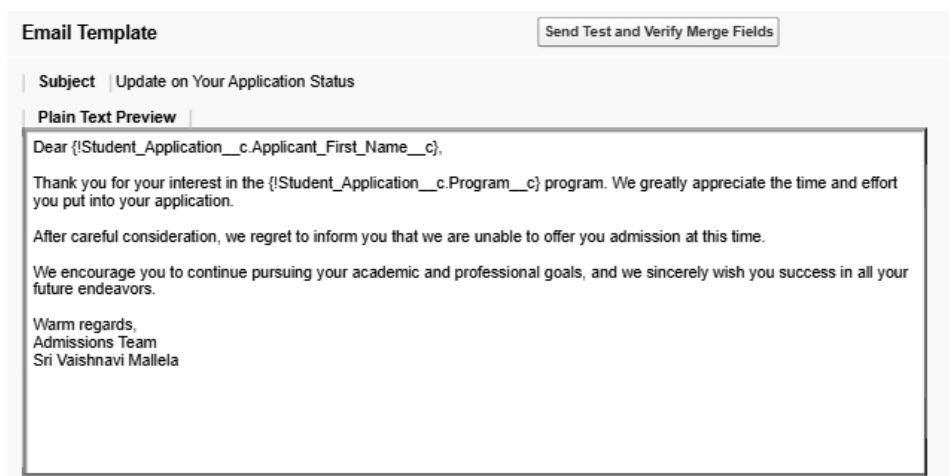 Email Template
Send Test and Verify Merge Fields
Subject Update on Your Application Status
Plain Text Preview
Dear {!Student_Application__c.Applicant_First_Name__c},
Thank you for your interest in the {!Student_Application__c.Program__c} program. We greatly appreciate the time and effort
you put into your application.
After careful consideration, we regret to inform you that we are unable to offer you admission at this time.
We encourage you to continue pursuing your academic and professional goals, and we sincerely wish you success in all your
future endeavors.
Warm regards,
Admissions Team
Sri Vaishnavi Mallela